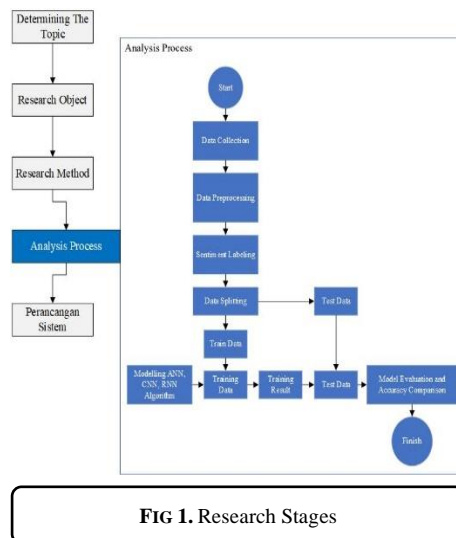 Determining The
Topic
Research Object
Research Method
Analysis Process
Perancangan
Sistem
Analysis Process
Start
Data Collection
Data Preprocessing
Sentiment Labeling
Data Splitting
Test Data
Train Data
Modelling ANN,
CNN, RNN
Algorithm
Training
Data
Training
Result
Test Data
Model Evaluation and
Accuracy Comparison
Finish
FIG 1. Research Stages